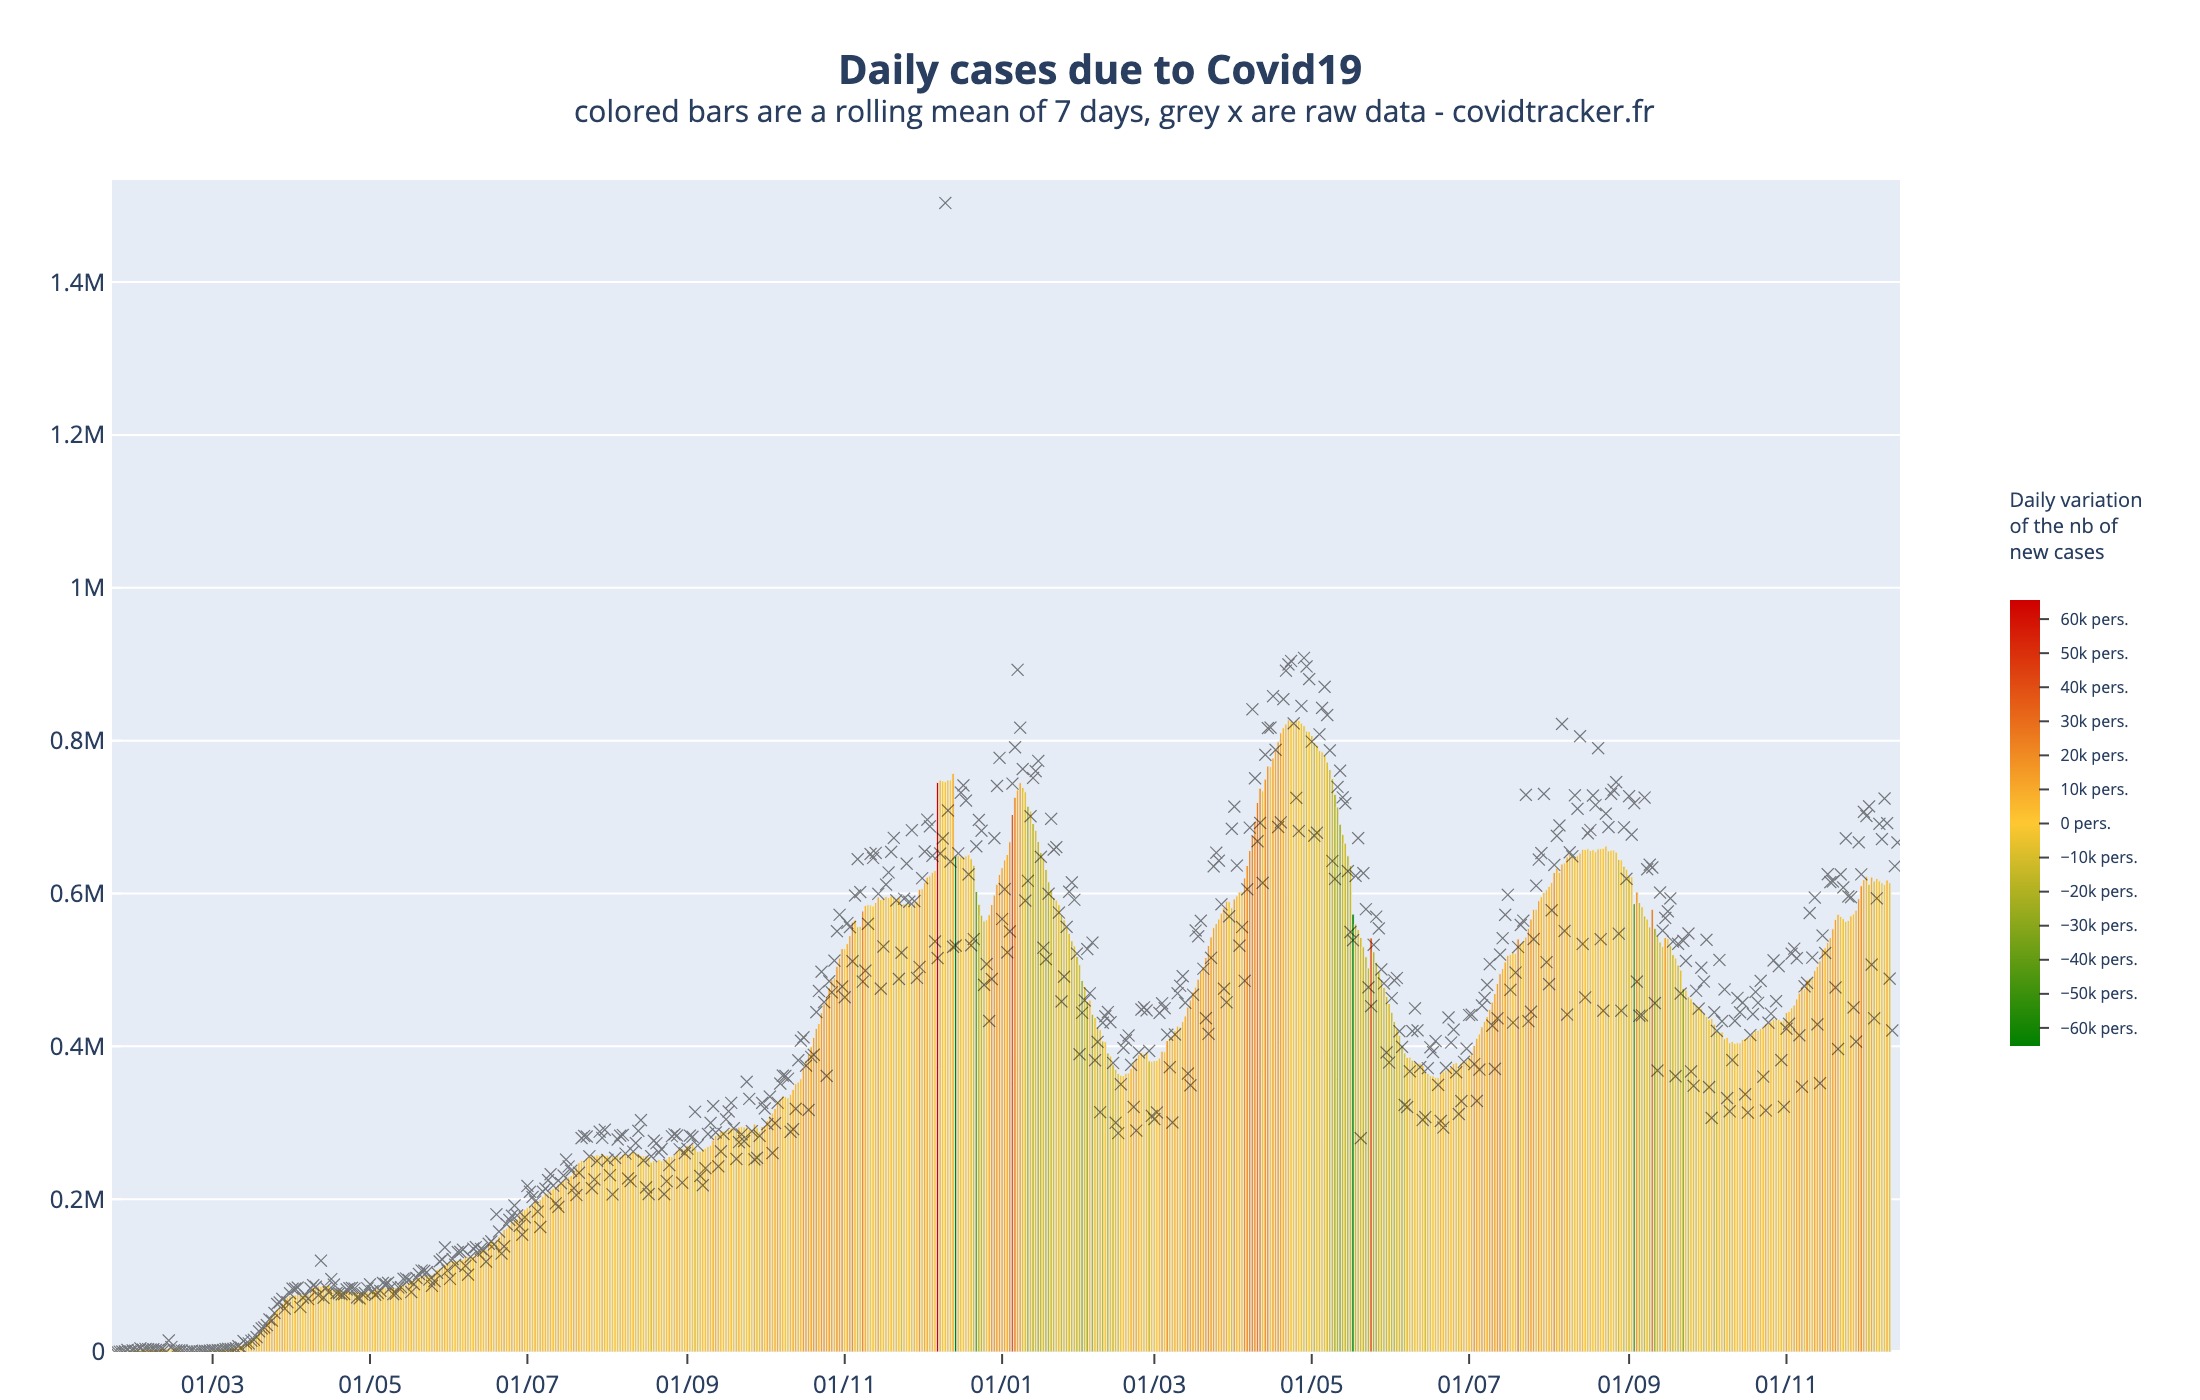 Daily cases due to Covid19
colored bars are a rolling mean of 7 days, grey x are raw data - covidtracker.fr
1.4M
1.2M
1M
0.8M
0.6M
0.4M
0.2M
0
01/03
01/05
01/07
01/09
01/11
01/01
01/03
01/05
01/07
01/09
01/11
Daily variation
of the nb of
new cases
60k pers.
50k pers.
40k pers.
30k pers.
20k pers.
10k pers.
0 pers.
−10k pers.
−20k pers.
−30k pers.
−40k pers.
−50k pers.
−60k pers.